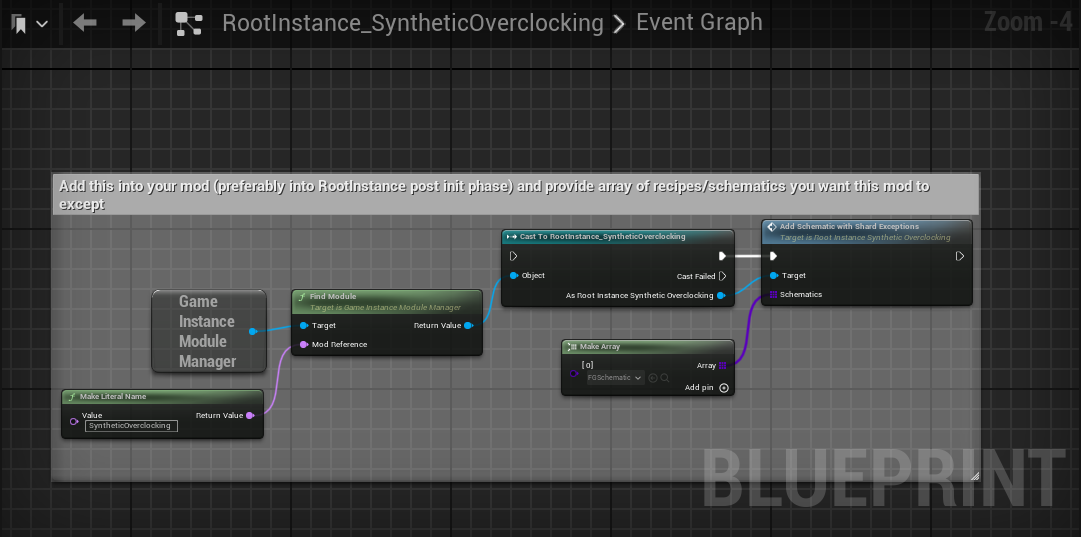 RootInstance_SyntheticOverclocking > Event Graph
Zoom -4
Add this into your mod (preferably into RootInstance post init phase) and provide array of recipes/schematics you want this mod to
except
Add Schematic with Shard Exceptions
Target is Root Instance Synthetic Overclocking
Target
Schematics
Cast To RootInstance_SyntheticOverclocking
Object
Cast Failed
As Root Instance Synthetic Overclocking
Game
Instance
Module
Manager
Find Module
Target is Game Instance Module Manager
Target
Return Value
Mod Reference
Make Array
[0]
FGSchematic
Array
Add pin
Make Literal Name
Value
Return Value
SyntheticOverclocking
BLUEPRINT